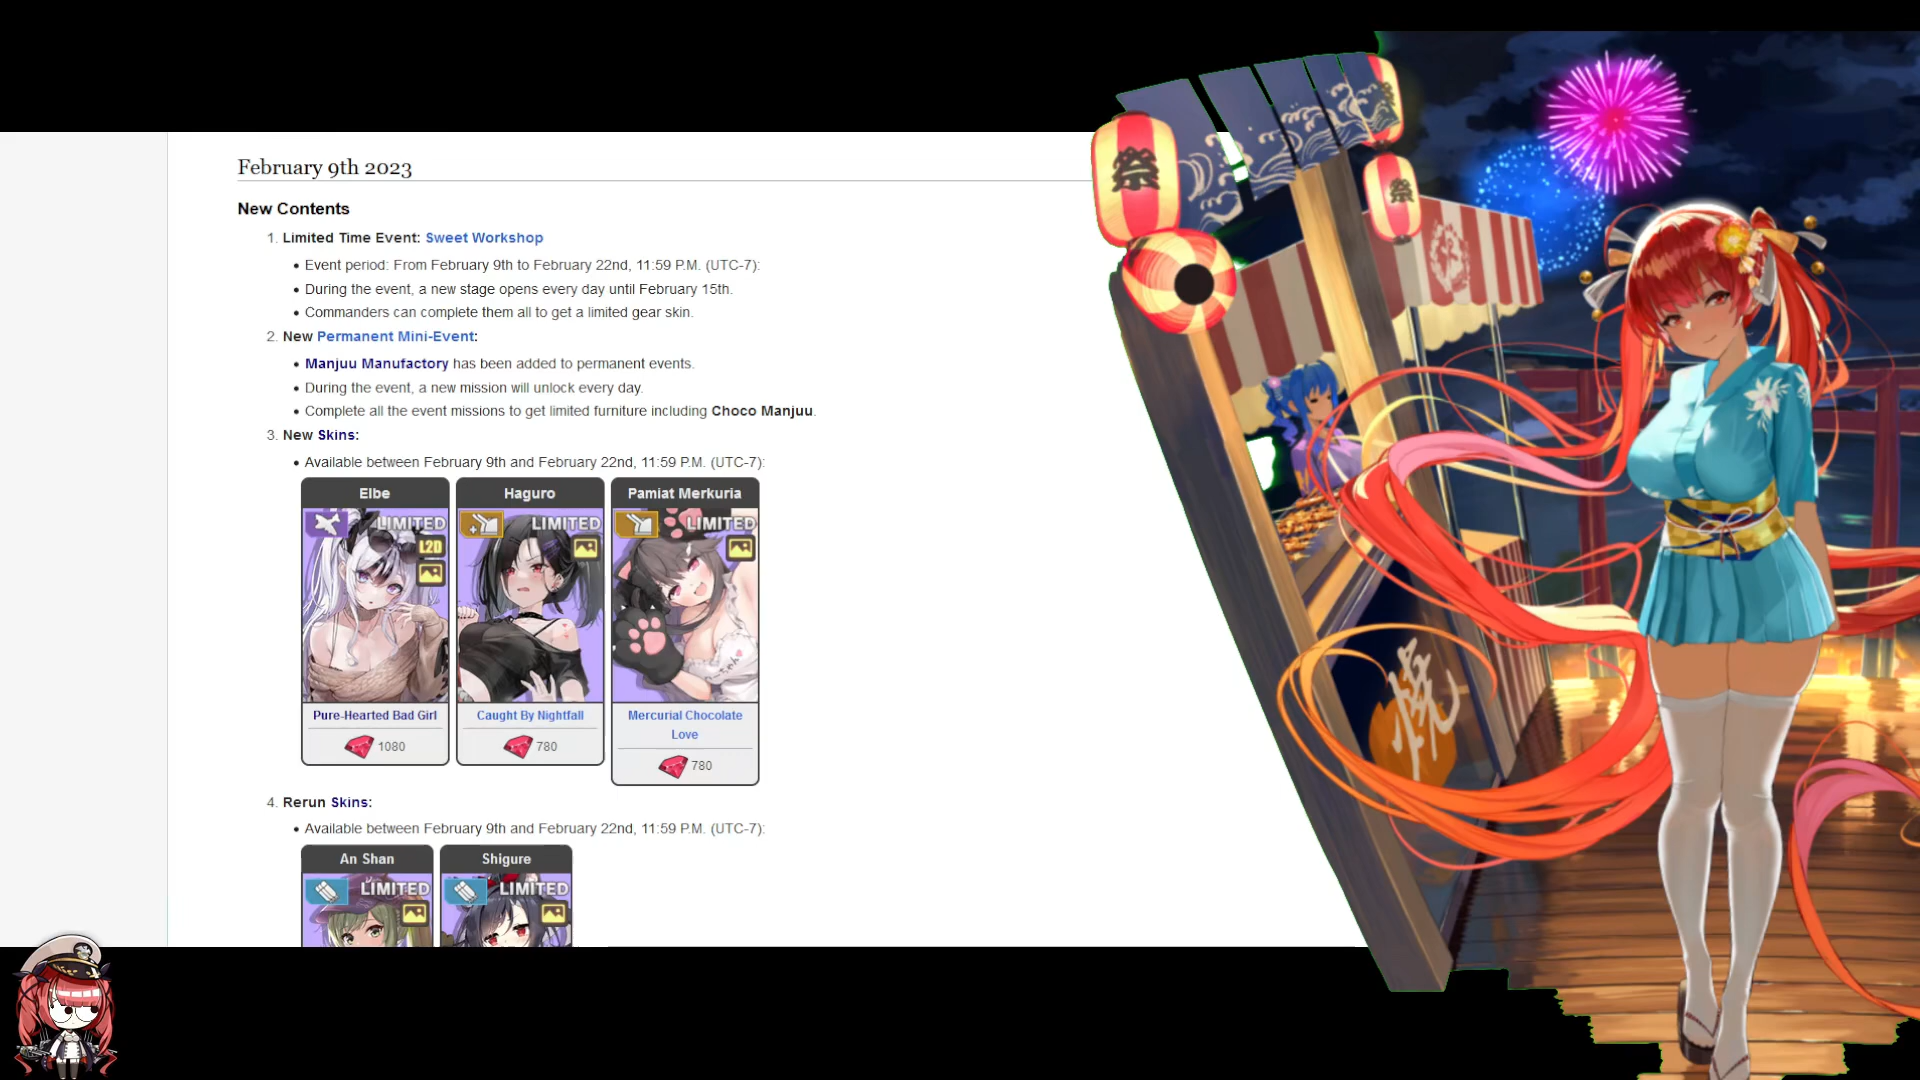 February 9th 2023
New Contents
1. Limited Time Event: Sweet Workshop
• Event period: From February 9th to February 22nd, 11:59 P.M. (UTC-7):
• During the event, a new stage opens every day until February 15th.
• Commanders can complete them all to get a limited gear skin.
2. New Permanent Mini-Event:
• Manjuu Manufactory has been added to permanent events.
• During the event, a new mission will unlock every day.
• Complete all the event missions to get limited furniture including Choco Manjuu.
3. New Skins:
• Available between February 9th and February 22nd, 11:59 P.M. (UTC-7):
Elbe Haguro Pamiat Merkuria
LIMITED LIMITED LIMITED
L2D
Pure-Hearted Bad Girl Caught By Nightfall Mercurial Chocolate
Love
1080 780 780
4. Rerun Skins:
• Available between February 9th and February 22nd, 11:59 P.M. (UTC-7):
An Shan Shigure
LIMITED LIMITED
祭
祭
焼